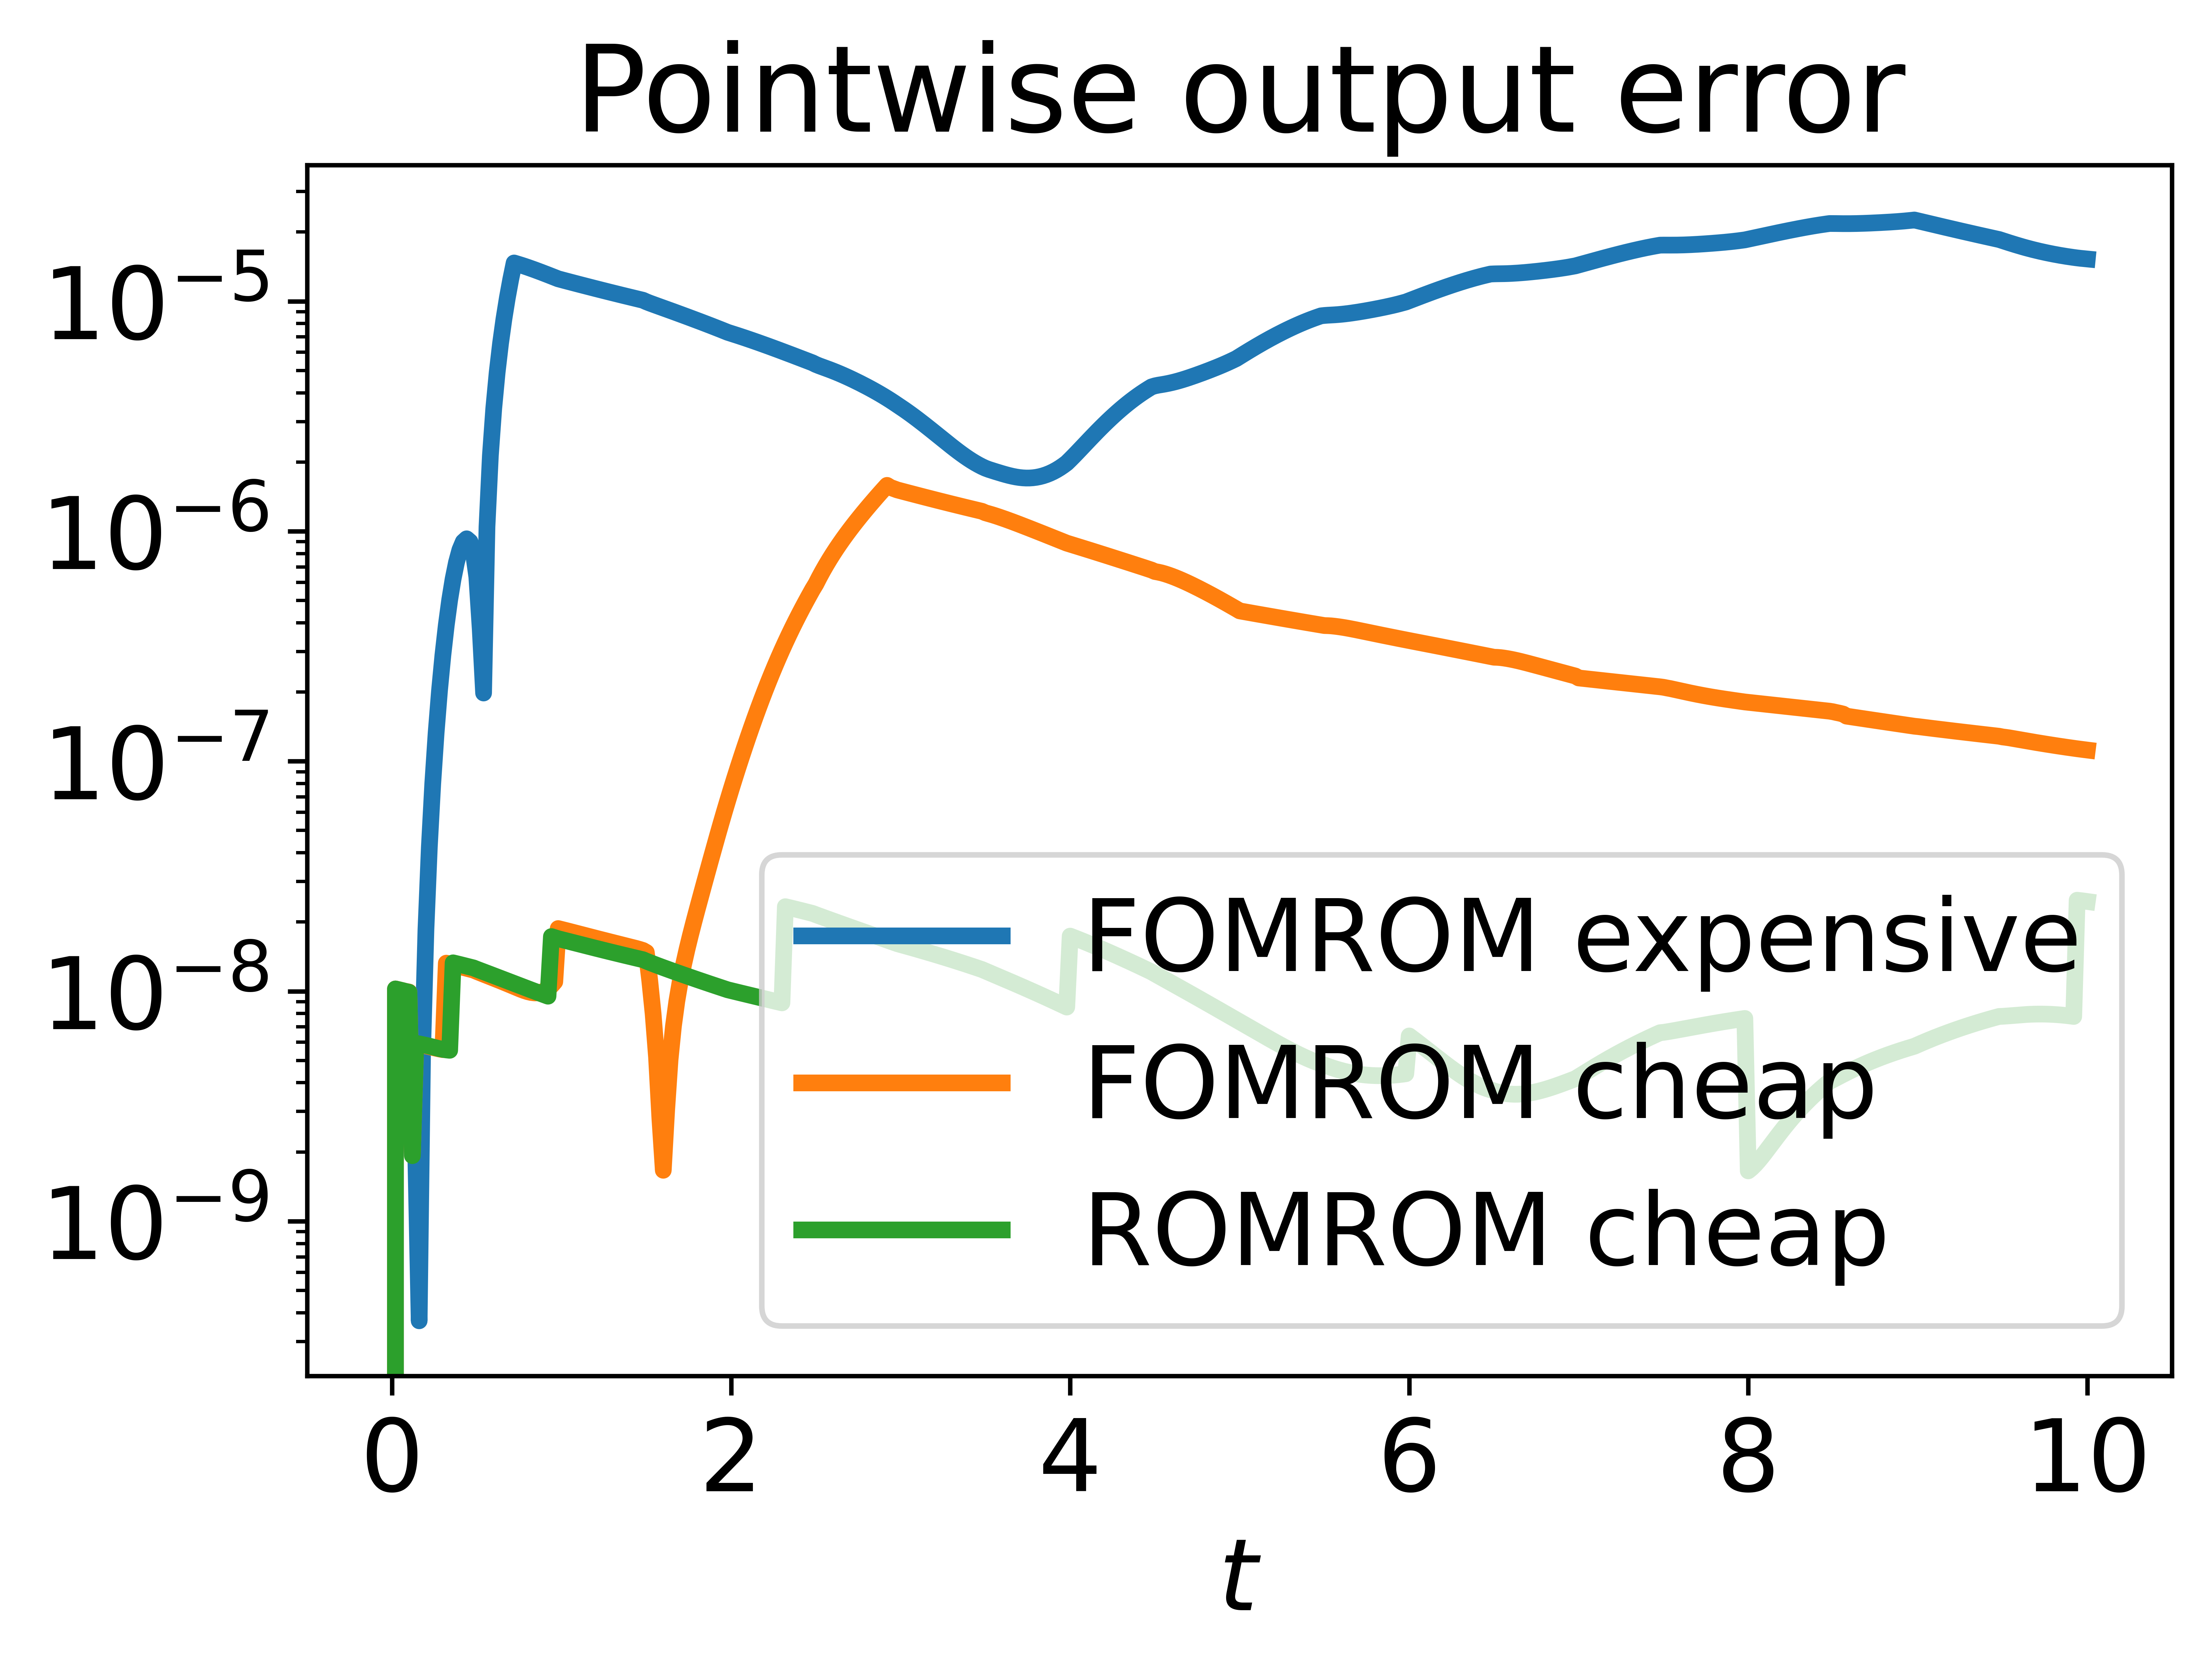 Pointwise output error
10⁻⁵
10⁻⁶
10⁻⁷
10⁻⁸
10⁻⁹
FOMROM expensive
FOMROM cheap
ROMROM cheap
0 2 4 6 8 10
t